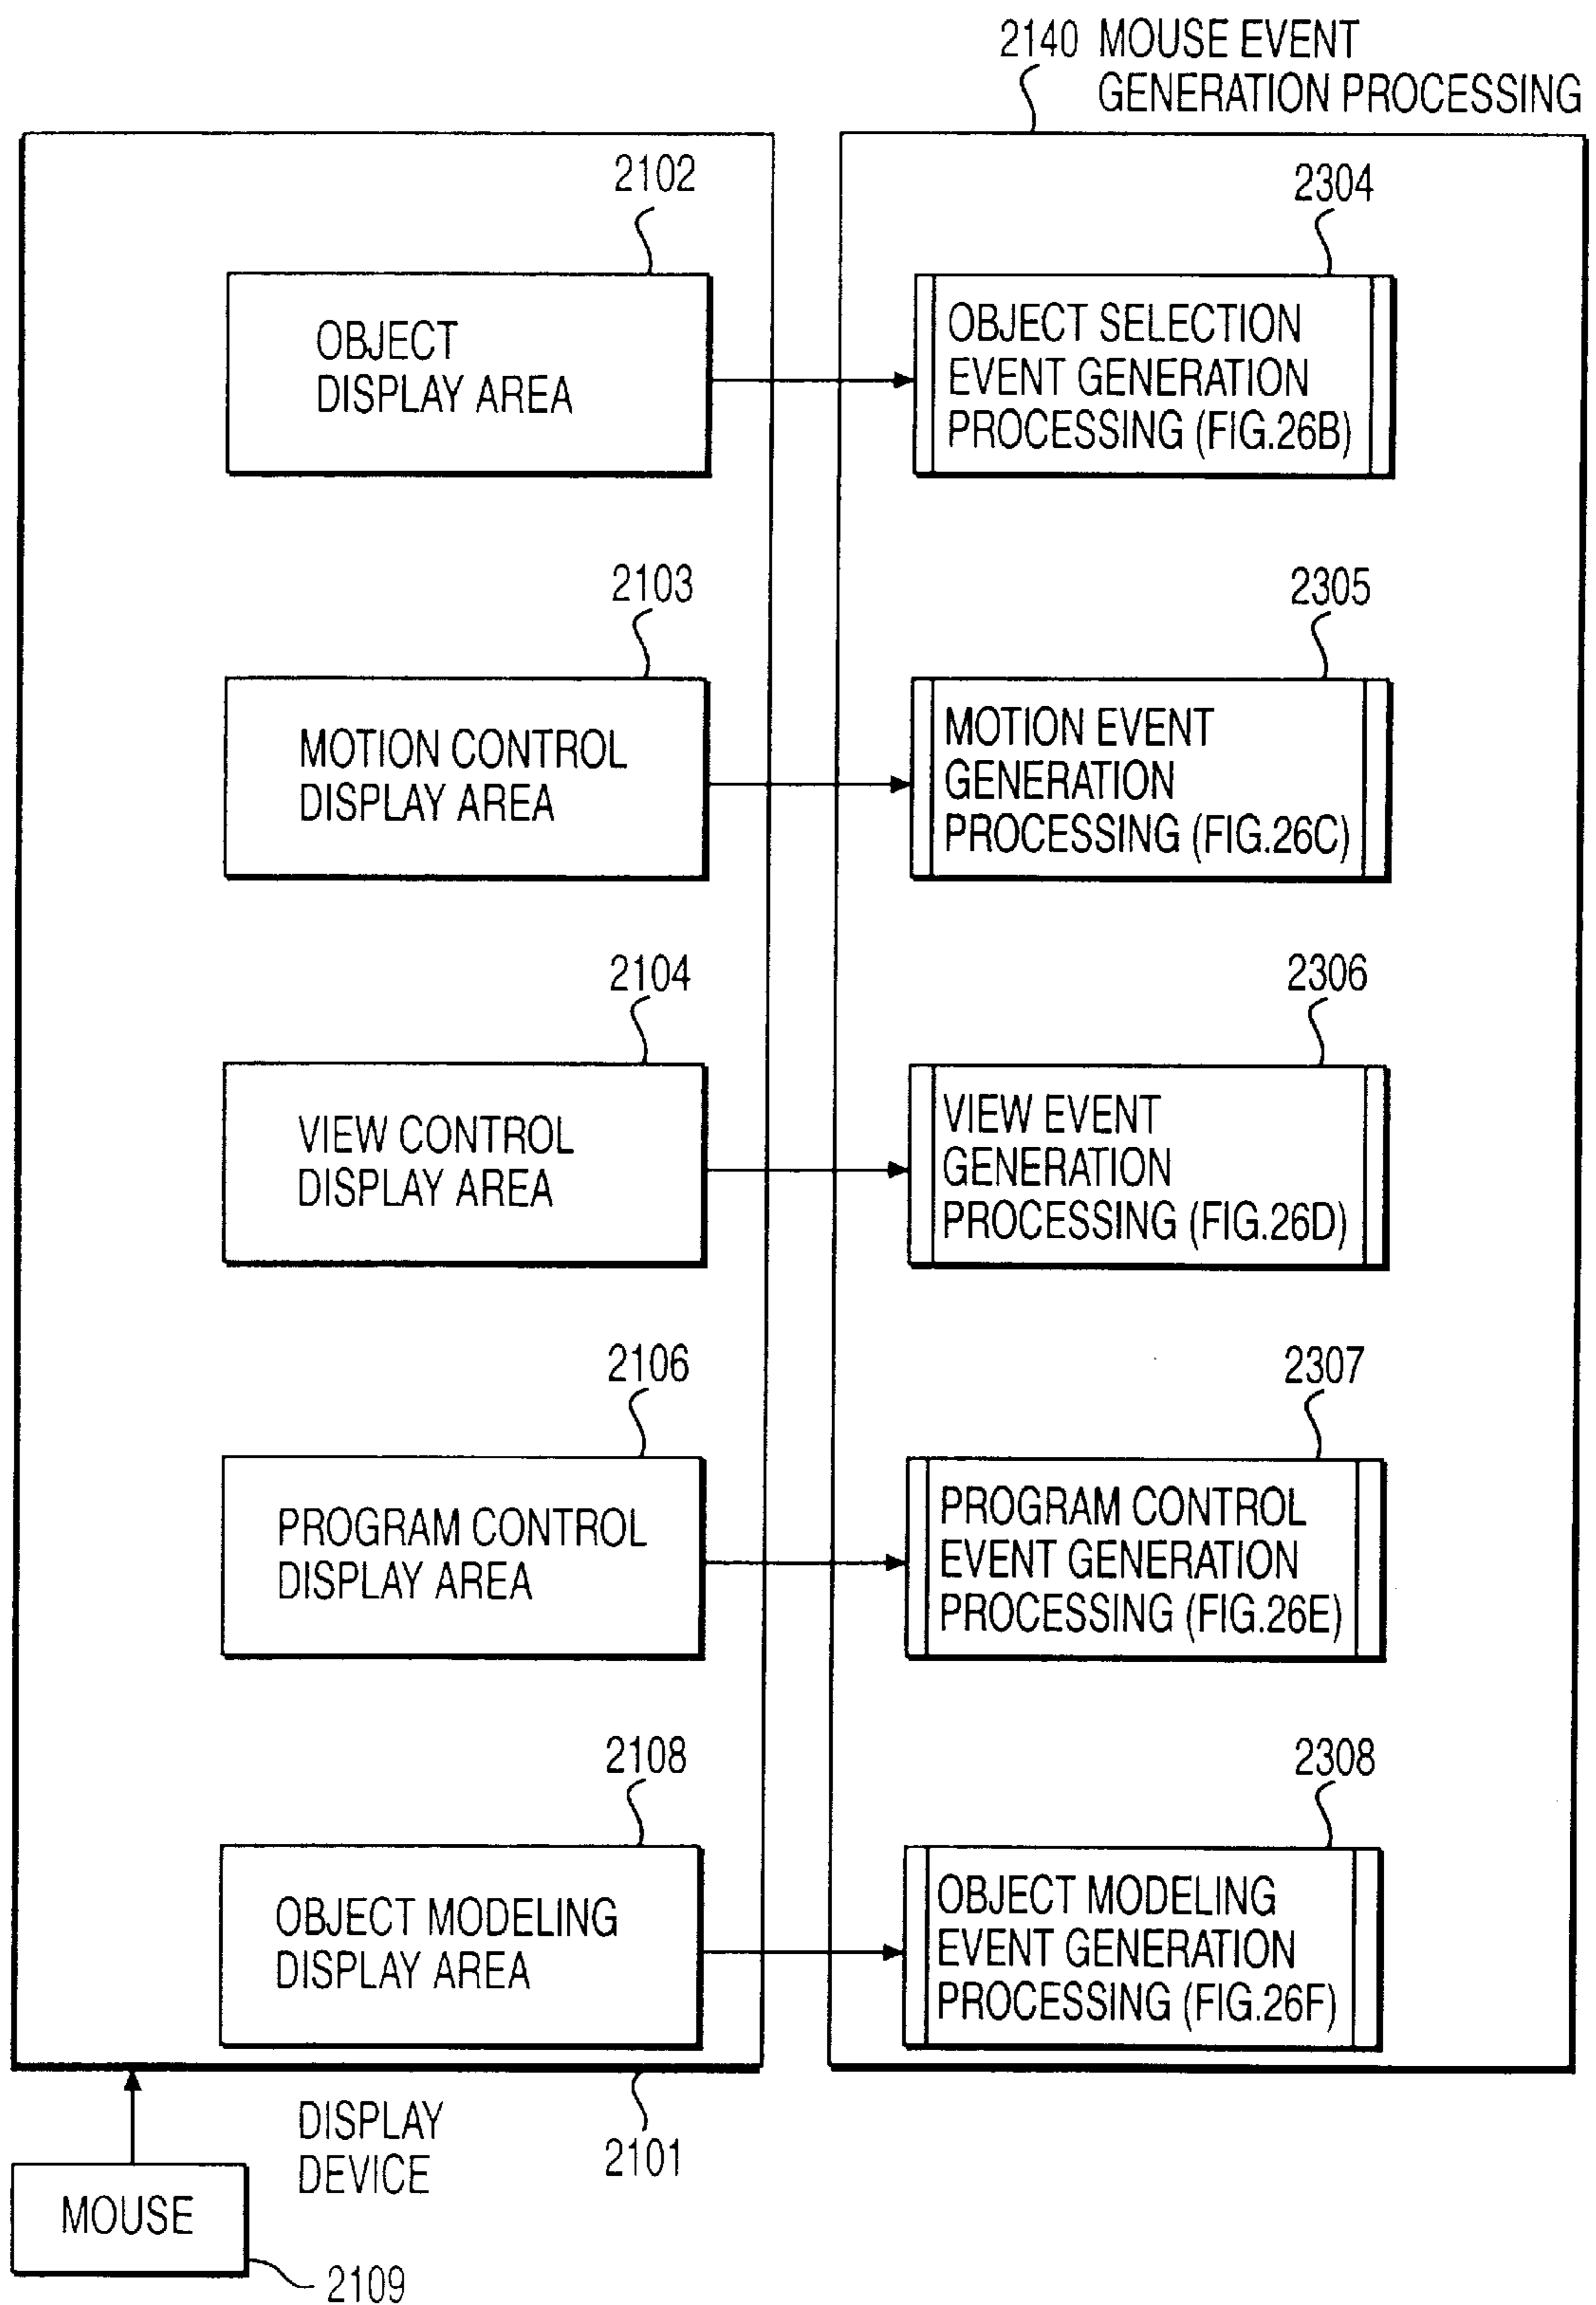 2140 MOUSE EVENT
GENERATION PROCESSING
2102
2304
OBJECT
DISPLAY AREA
OBJECT SELECTION
EVENT GENERATION
PROCESSING (FIG.26B)
2103
2305
MOTION CONTROL
DISPLAY AREA
MOTION EVENT
GENERATION
PROCESSING (FIG.26C)
2104
2306
VIEW CONTROL
DISPLAY AREA
VIEW EVENT
GENERATION
PROCESSING (FIG.26D)
2106
2307
PROGRAM CONTROL
DISPLAY AREA
PROGRAM CONTROL
EVENT GENERATION
PROCESSING (FIG.26E)
2108
2308
OBJECT MODELING
DISPLAY AREA
OBJECT MODELING
EVENT GENERATION
PROCESSING (FIG.26F)
DISPLAY
DEVICE
2101
MOUSE
2109